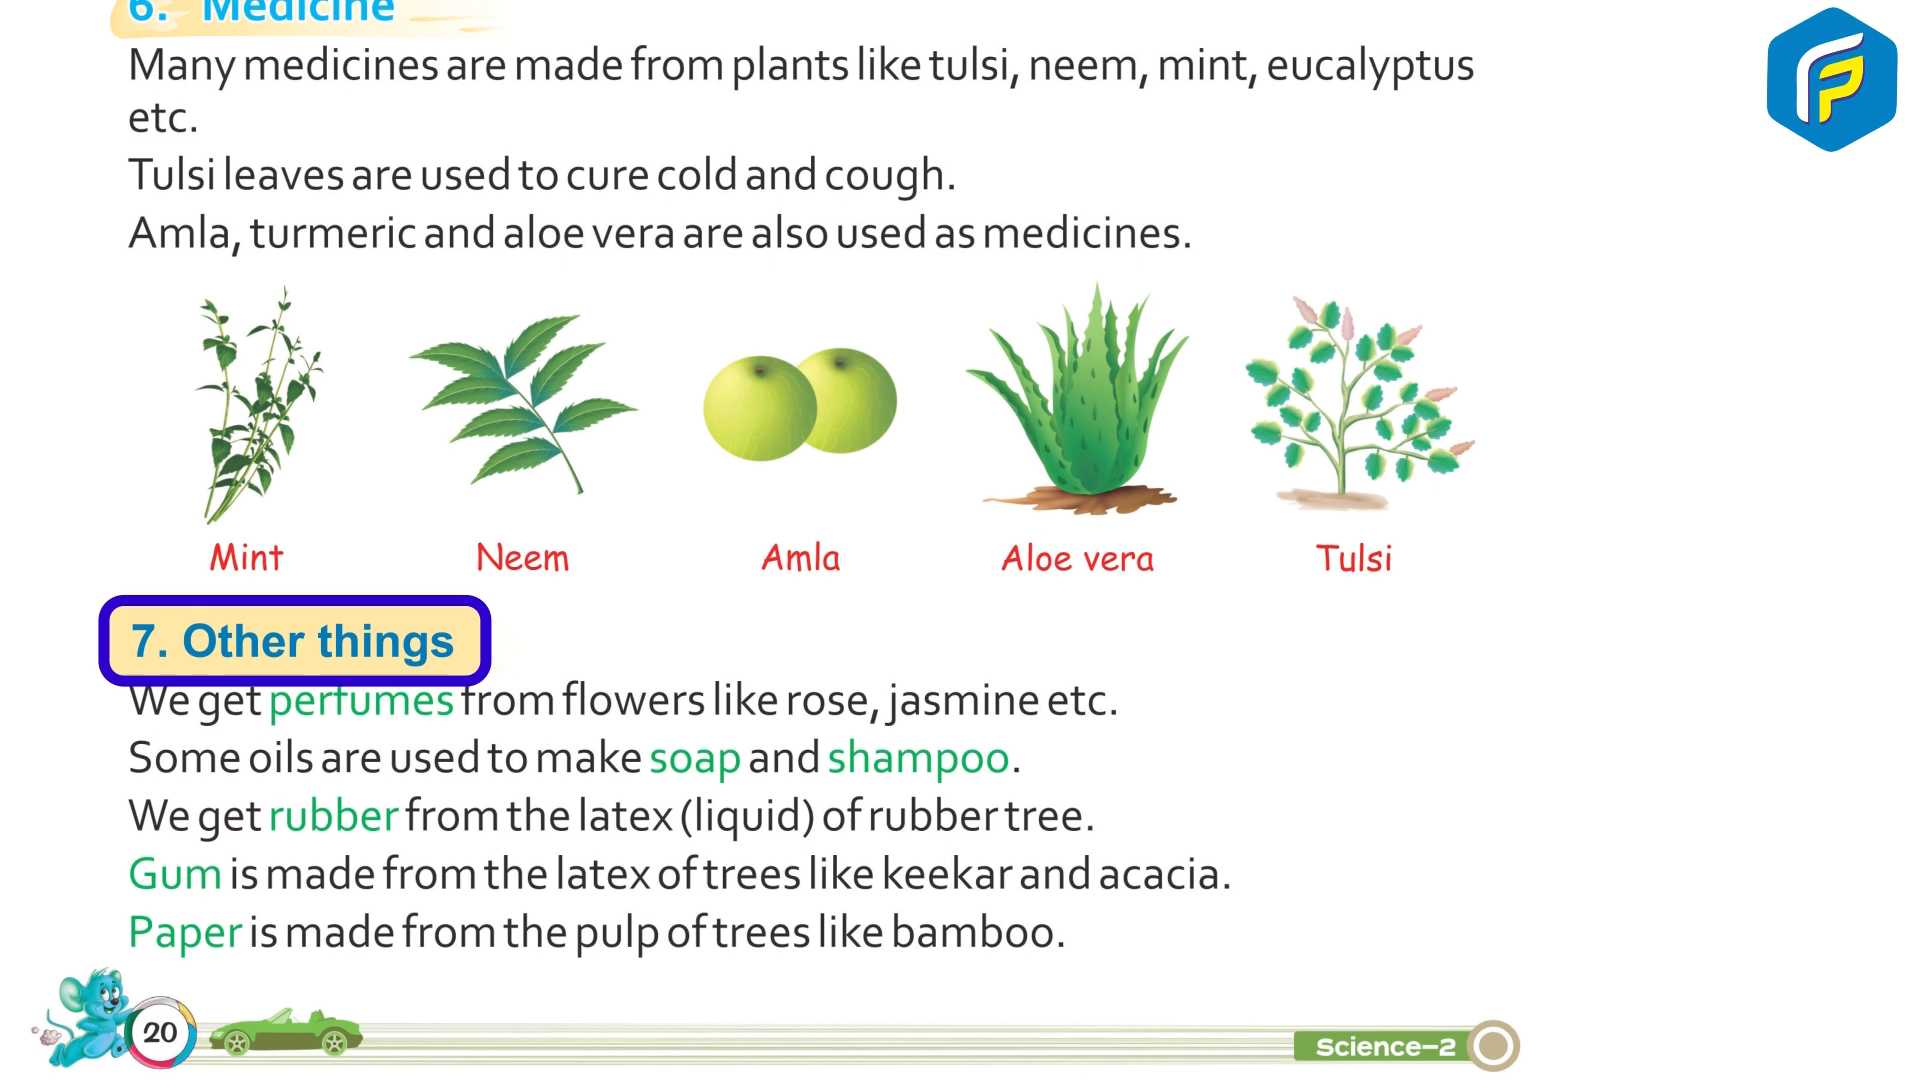 6. Medicine
Many medicines are made from plants like tulsi, neem, mint, eucalyptus
etc.
Tulsi leaves are used to cure cold and cough.
Amla, turmeric and aloe vera are also used as medicines.
Mint Neem Amla Aloe vera Tulsi
7. Other things
We get perfumes from flowers like rose, jasmine etc.
Some oils are used to make soap and shampoo.
We get rubber from the latex (liquid) of rubber tree.
Gum is made from the latex of trees like keekar and acacia.
Paper is made from the pulp of trees like bamboo.
20
Science–2